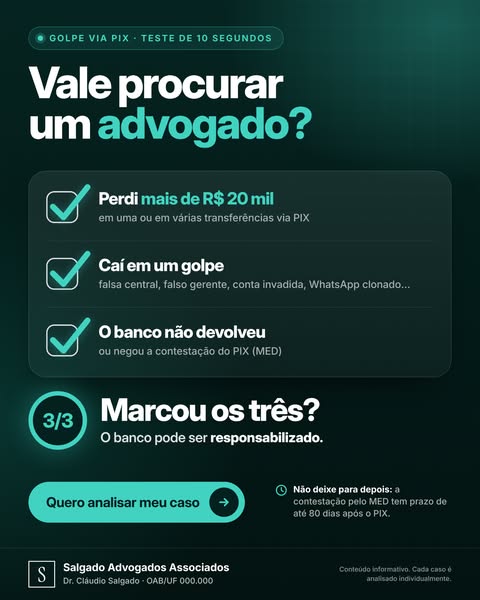 GOLPE VIA PIX · TESTE DE 10 SEGUNDOS
Vale procurar
um advogado?
Perdi mais de R$ 20 mil
em uma ou em várias transferências via PIX
Caí em um golpe
falsa central, falso gerente, conta invadida, WhatsApp clonado...
O banco não devolveu
ou negou a contestação do PIX (MED)
3/3
Marcou os três?
O banco pode ser responsabilizado.
Quero analisar meu caso
Não deixe para depois: a
contestação pelo MED tem prazo de
até 80 dias após o PIX.
S
Salgado Advogados Associados
Dr. Cláudio Salgado · OAB/UF 000.000
Conteúdo informativo. Cada caso é
analisado individualmente.